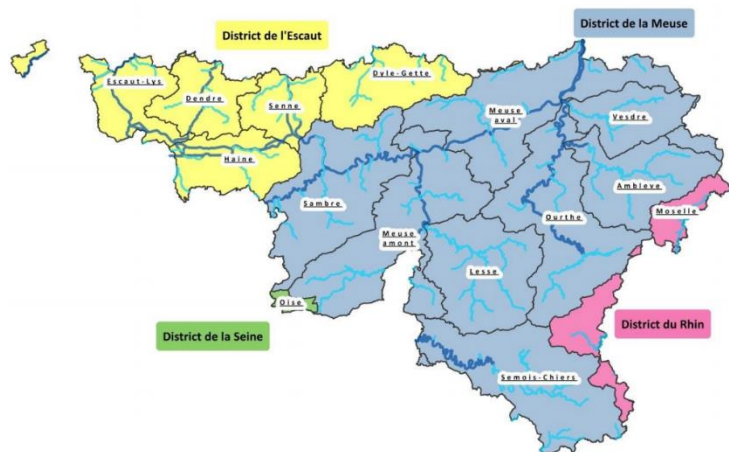 District de l'Escaut
District de la Meuse
Escaut-Lys
Dendre
Senne
Dyle-Gette
Haine
Meuse
aval
Vesdre
Sambre
Amblève
Moselle
Ourthe
Meuse
amont
Lesse
Oise
District de la Seine
District du Rhin
Semois-Chiers